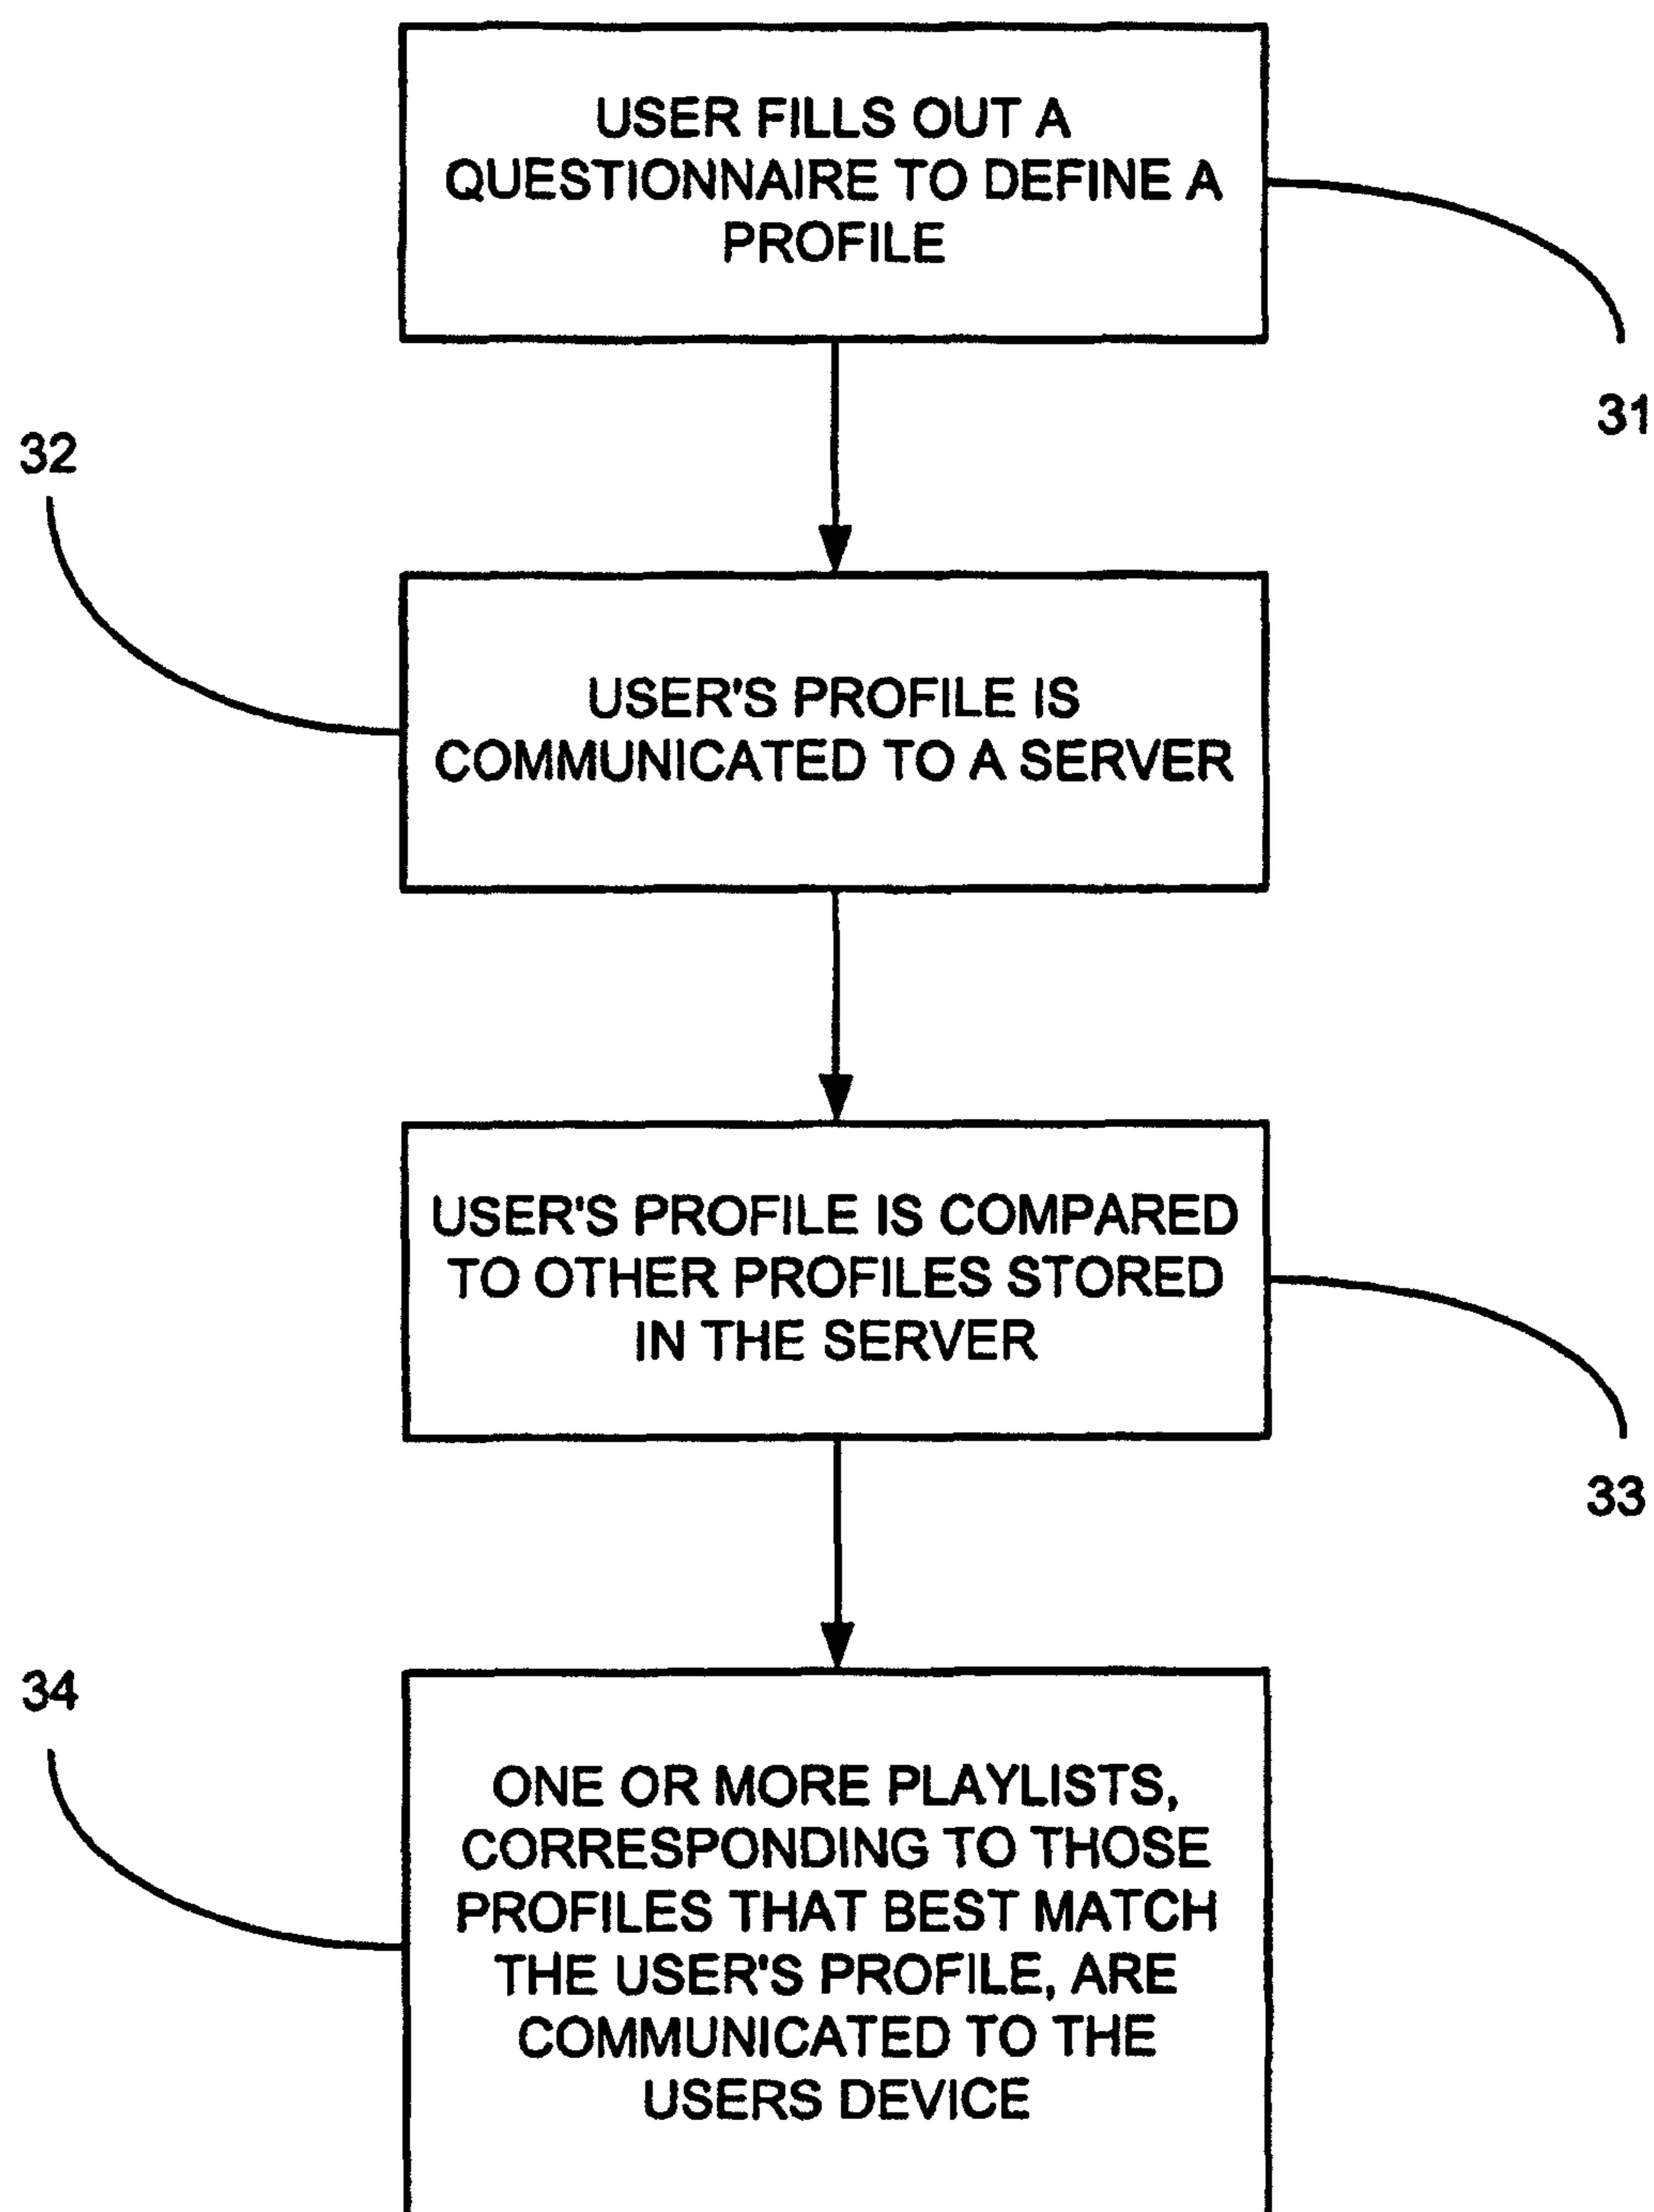 USER FILLS OUT A
QUESTIONNAIRE TO DEFINE A
PROFILE
31
32
USER'S PROFILE IS
COMMUNICATED TO A SERVER
USER'S PROFILE IS COMPARED
TO OTHER PROFILES STORED
IN THE SERVER
33
34
ONE OR MORE PLAYLISTS,
CORRESPONDING TO THOSE
PROFILES THAT BEST MATCH
THE USER'S PROFILE, ARE
COMMUNICATED TO THE
USERS DEVICE